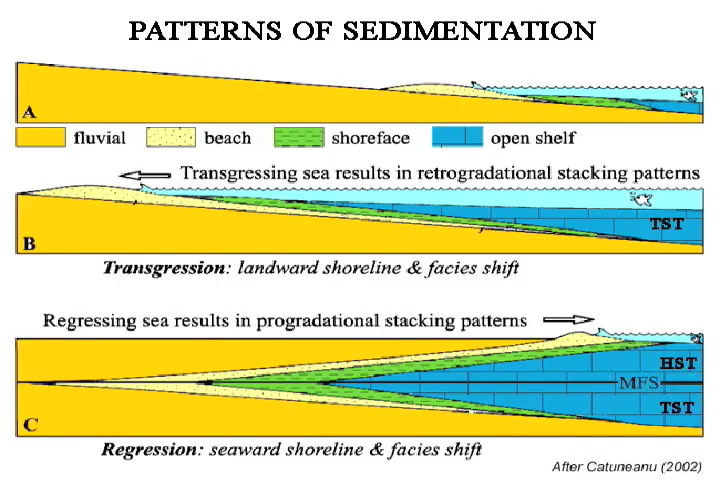 PATTERNS OF SEDIMENTATION
A
fluvial beach shoreface open shelf
Transgressing sea results in retrogradational stacking patterns
TST
B
Transgression: landward shoreline & facies shift
Regressing sea results in progradational stacking patterns
HST
MFS
TST
C
Regression: seaward shoreline & facies shift
After Catuneanu (2002)